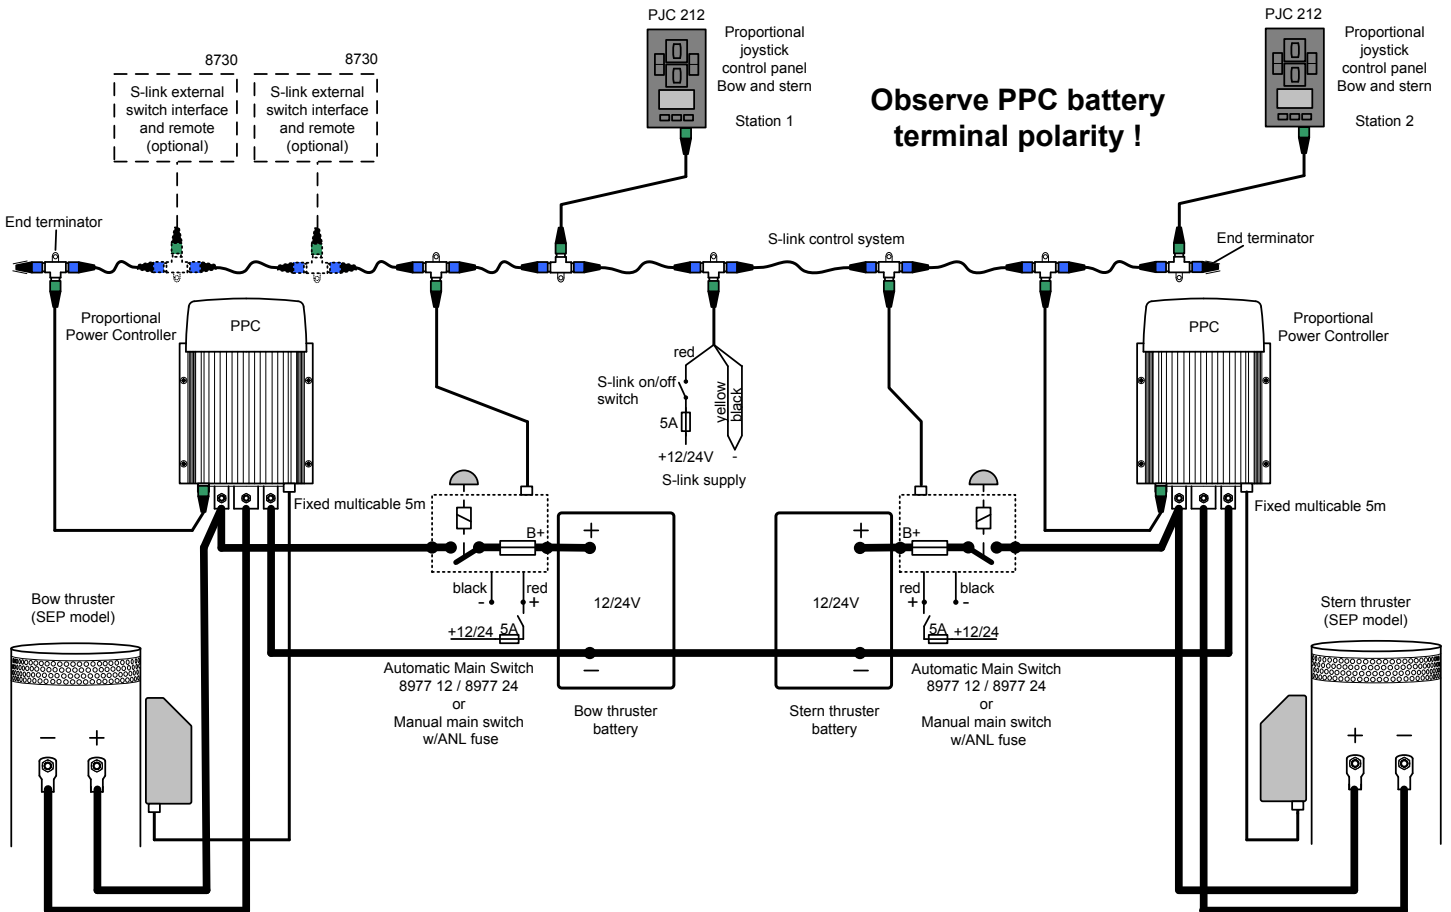 PJC 212
Proportional
joystick
control panel
Bow and stern
Station 1
PJC 212
Proportional
joystick
control panel
Bow and stern
Station 2
Observe PPC battery
terminal polarity !
8730
S-link external
switch interface
and remote
(optional)
8730
S-link external
switch interface
and remote
(optional)
End terminator
S-link control system
End terminator
Proportional
Power Controller
PPC
PPC
Proportional
Power Controller
red
S-link on/off
switch
5A
yellow
black
+12/24V
-
S-link supply
Fixed multicable 5m
Fixed multicable 5m
B+
+
+
B+
black
red
-
+
+12/24
5A
12/24V
12/24V
red
black
+
-
5A
+12/24
−
−
Automatic Main Switch
8977 12 / 8977 24
or
Manual main switch
w/ANL fuse
Bow thruster
battery
Stern thruster
battery
Automatic Main Switch
8977 12 / 8977 24
or
Manual main switch
w/ANL fuse
Bow thruster
(SEP model)
− +
Stern thruster
(SEP model)
+ −